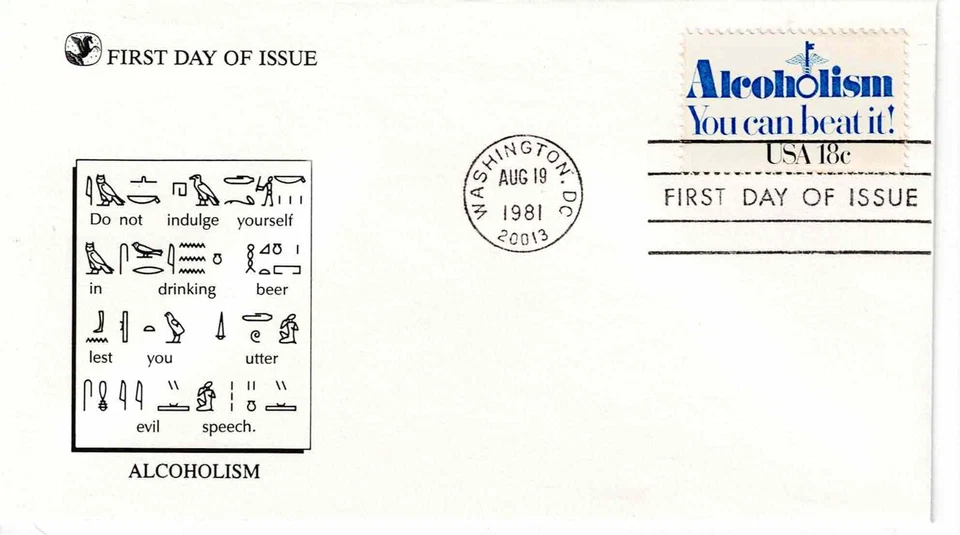 FIRST DAY OF ISSUE
Alcoholism
You can beat it!
USA 18c
WASHINGTON. DC
AUG 19
1981
20013
FIRST DAY OF ISSUE
Do not indulge yourself
in drinking beer
lest you utter
evil speech.
ALCOHOLISM